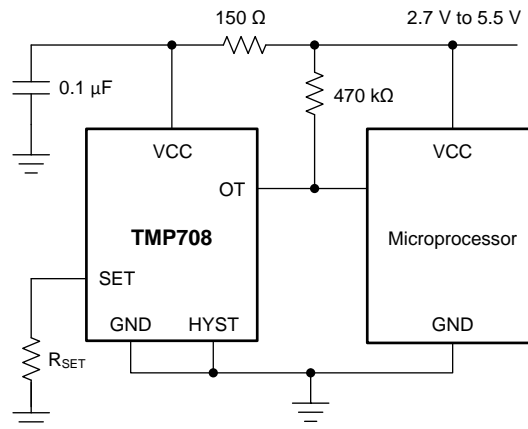 150 Ω
2.7 V to 5.5 V
0.1 µF
470 kΩ
VCC
VCC
OT
TMP708
Microprocessor
SET
GND
HYST
GND
RSET